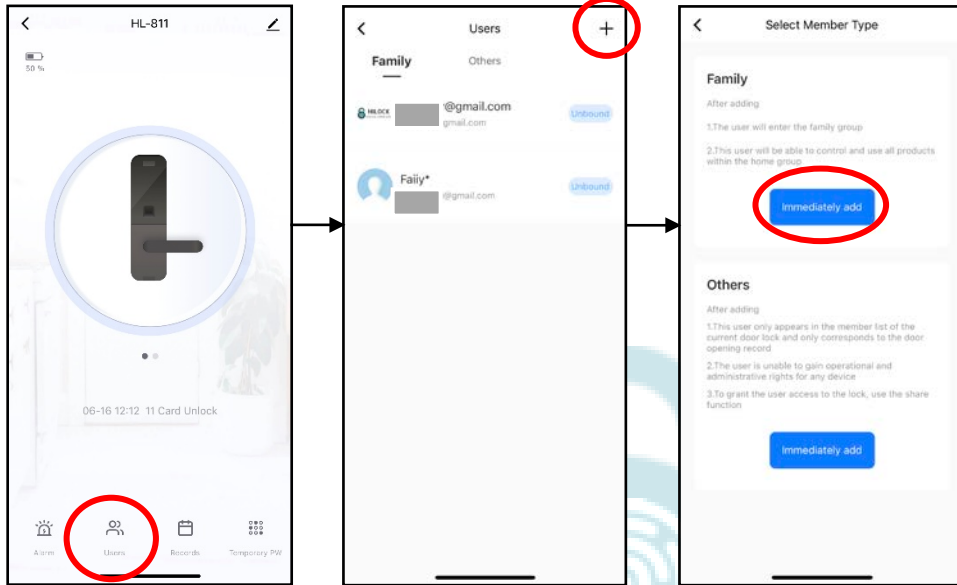 HL-811
50 %
06-16 12:12 11 Card Unlock
Alarm
Users
Records
Temporary PW
Users
Family
Others
HILOCK
@gmail.com
gmail.com
Unbound
Faiiy*
@gmail.com
Unbound
Select Member Type
Family
After adding
1.The user will enter the family group
2.This user will be able to control and use all products
within the home group
Immediately add
Others
After adding
1.This user only appears in the member list of the
current door lock and only corresponds to the door
opening record
2.The user is unable to gain operational and
administrative rights for any device
3.To grant the user access to the lock, use the share
function
Immediately add